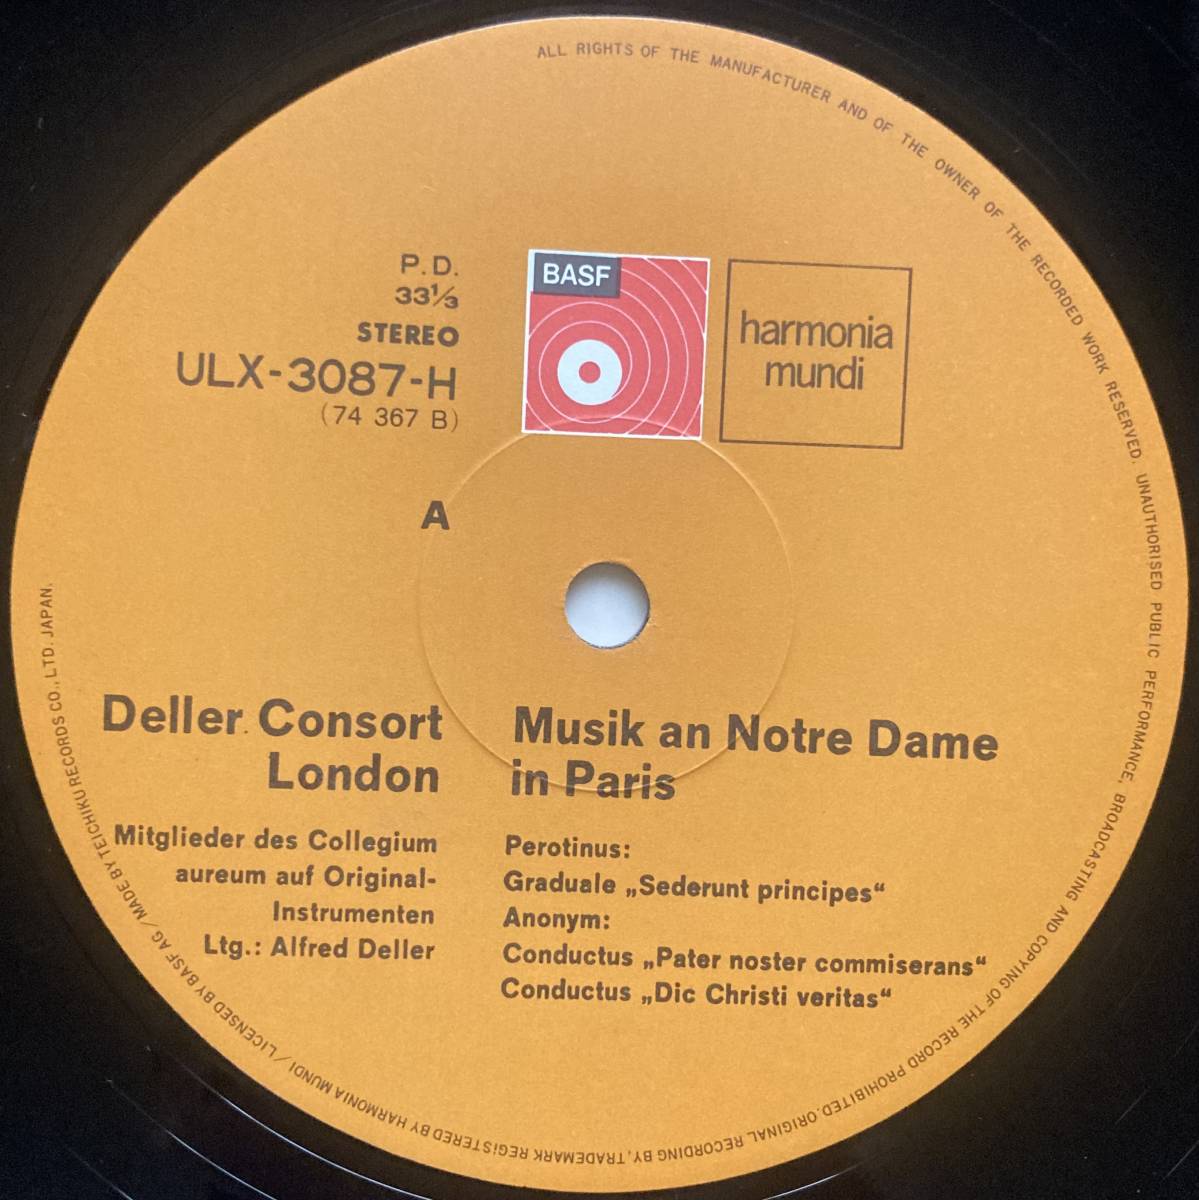 ALL RIGHTS OF THE MANUFACTURER AND OF THE OWNER OF THE RECORDED WORK RESERVED. UNAUTHORISED PUBLIC PERFORMANCE, BROADCASTING AND COPYING OF THE RECORD PROHIBITED. ORIGINAL RECORDING BY, TRADEMARK REGISTERED BY HARMONIA MUNDI / LICENSED BY BASF AG / MADE BY TEICHIKU RECORDS CO., LTD. JAPAN.
P.D.
33⅓
STEREO
ULX-3087-H
(74 367 B)
BASF
harmonia
mundi
A
Deller Consort
London
Mitglieder des Collegium
aureum auf Original-
Instrumenten
Ltg.: Alfred Deller
Musik an Notre Dame
in Paris
Perotinus:
Graduale „Sederunt principes“
Anonym:
Conductus „Pater noster commiserans“
Conductus „Dic Christi veritas“